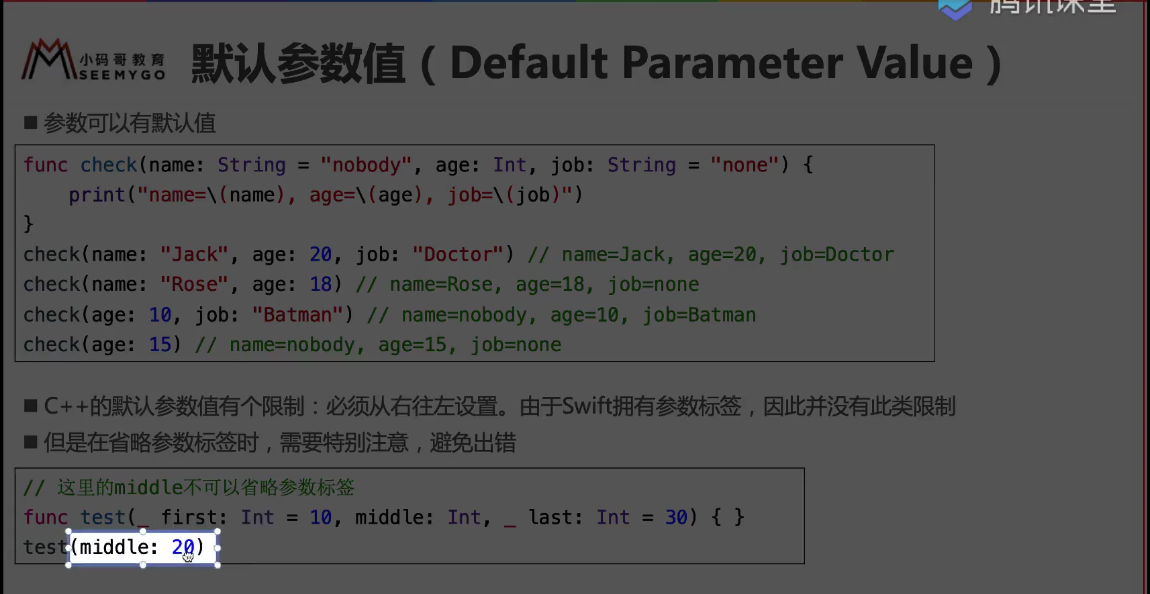 腾讯课堂
小码哥教育
SEEMYGO
默认参数值（Default Parameter Value）
■ 参数可以有默认值
func check(name: String = "nobody", age: Int, job: String = "none") {
    print("name=\(name), age=\(age), job=\(job)")
}
check(name: "Jack", age: 20, job: "Doctor") // name=Jack, age=20, job=Doctor
check(name: "Rose", age: 18) // name=Rose, age=18, job=none
check(age: 10, job: "Batman") // name=nobody, age=10, job=Batman
check(age: 15) // name=nobody, age=15, job=none
■ C++的默认参数值有个限制：必须从右往左设置。由于Swift拥有参数标签，因此并没有此类限制
■ 但是在省略参数标签时，需要特别注意，避免出错
// 这里的middle不可以省略参数标签
func test(_ first: Int = 10, middle: Int, _ last: Int = 30) { }
test(middle: 20)